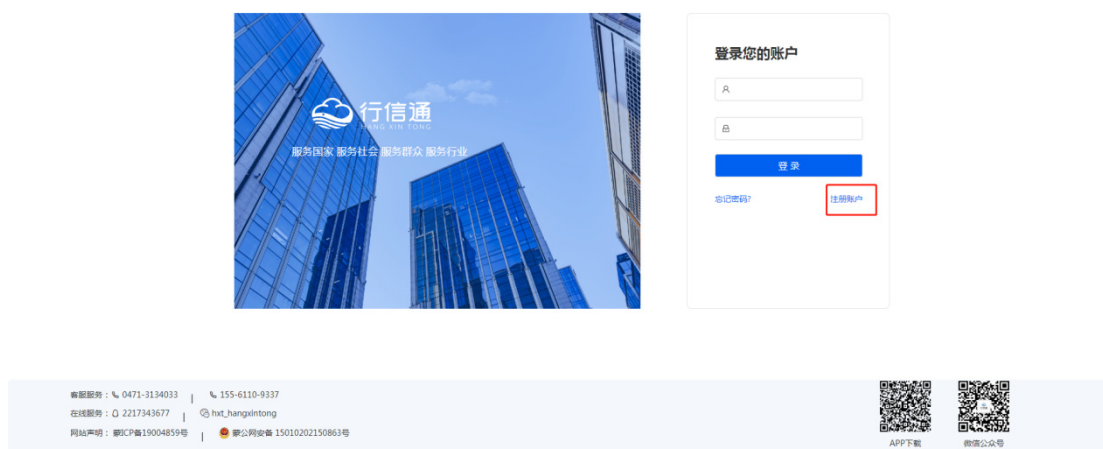 行信通
HANG XIN TONG
服务国家 服务社会 服务群众 服务行业
登录您的账户
登 录
忘记密码? 注册账户
客服服务： 0471-3134033 | 155-6110-9337
在线服务： 2217343677 | hxt_hangxintong
网站声明： 蒙ICP备19004859号 | 蒙公网安备 15010202150863号
APP下载 微信公众号